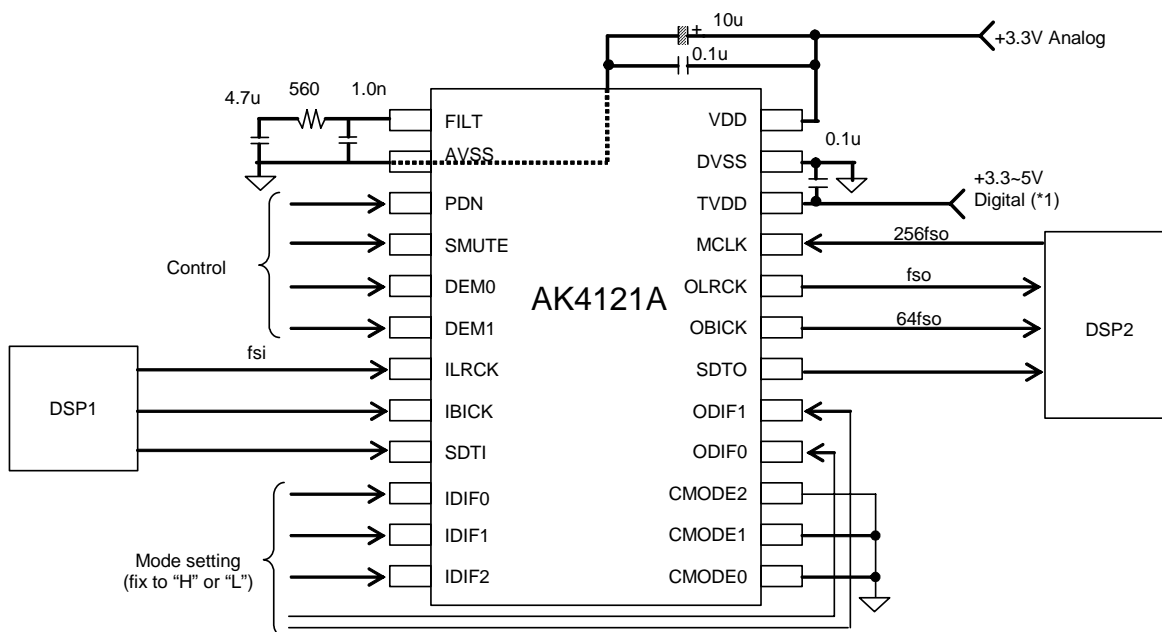 10u
+
+3.3V Analog
0.1u
4.7u
560
1.0n
FILT
VDD
0.1u
AVSS
DVSS
+3.3~5V
Digital (*1)
PDN
TVDD
SMUTE
MCLK
256fso
Control
DEM0
AK4121A
OLRCK
fso
DEM1
OBICK
64fso
DSP2
fsi
ILRCK
SDTO
DSP1
IBICK
ODIF1
SDTI
ODIF0
IDIF0
CMODE2
IDIF1
CMODE1
Mode setting
(fix to “H” or “L”)
IDIF2
CMODE0